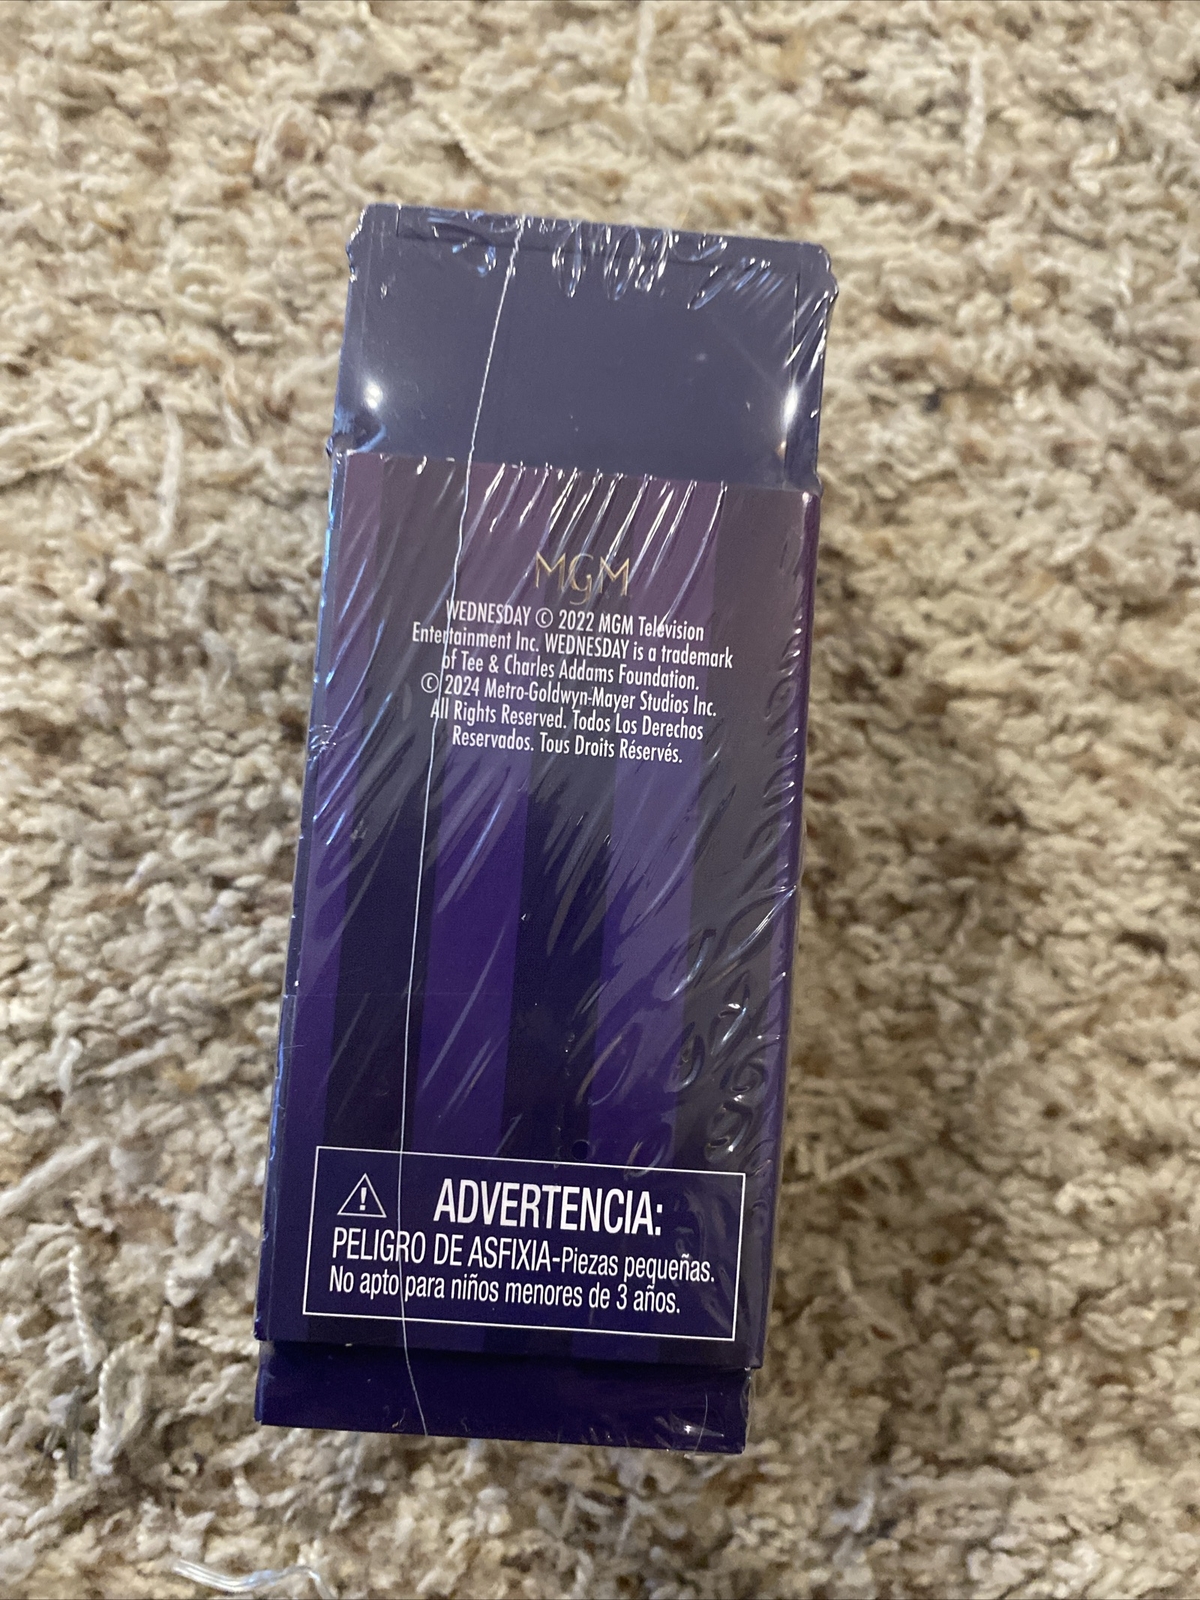 MGM
WEDNESDAY © 2022 MGM Television
Entertainment Inc. WEDNESDAY is a trademark
of Tee & Charles Addams Foundation.
© 2024 Metro-Goldwyn-Mayer Studios Inc.
All Rights Reserved. Todos Los Derechos
Reservados. Tous Droits Réservés.
ADVERTENCIA:
PELIGRO DE ASFIXIA-Piezas pequeñas.
No apto para niños menores de 3 años.